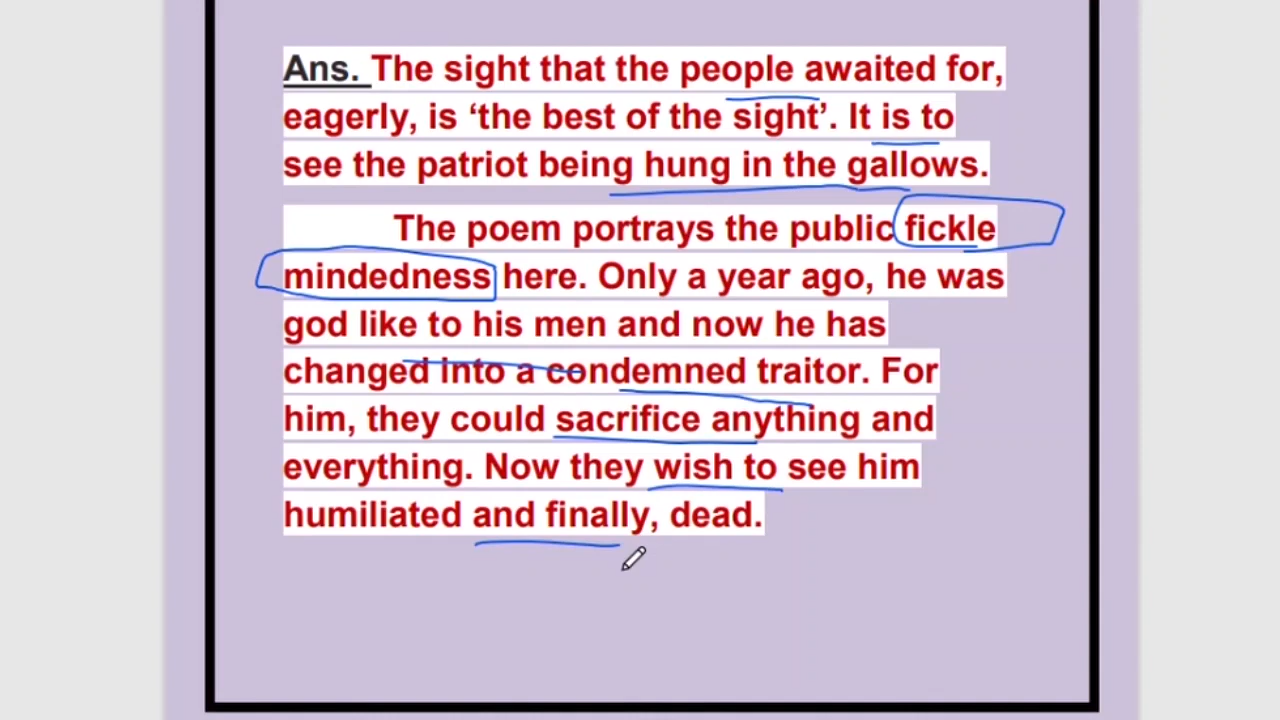 Ans. The sight that the people awaited for,
eagerly, is ‘the best of the sight’. It is to
see the patriot being hung in the gallows.
The poem portrays the public fickle
mindedness here. Only a year ago, he was
god like to his men and now he has
changed into a condemned traitor. For
him, they could sacrifice anything and
everything. Now they wish to see him
humiliated and finally, dead.